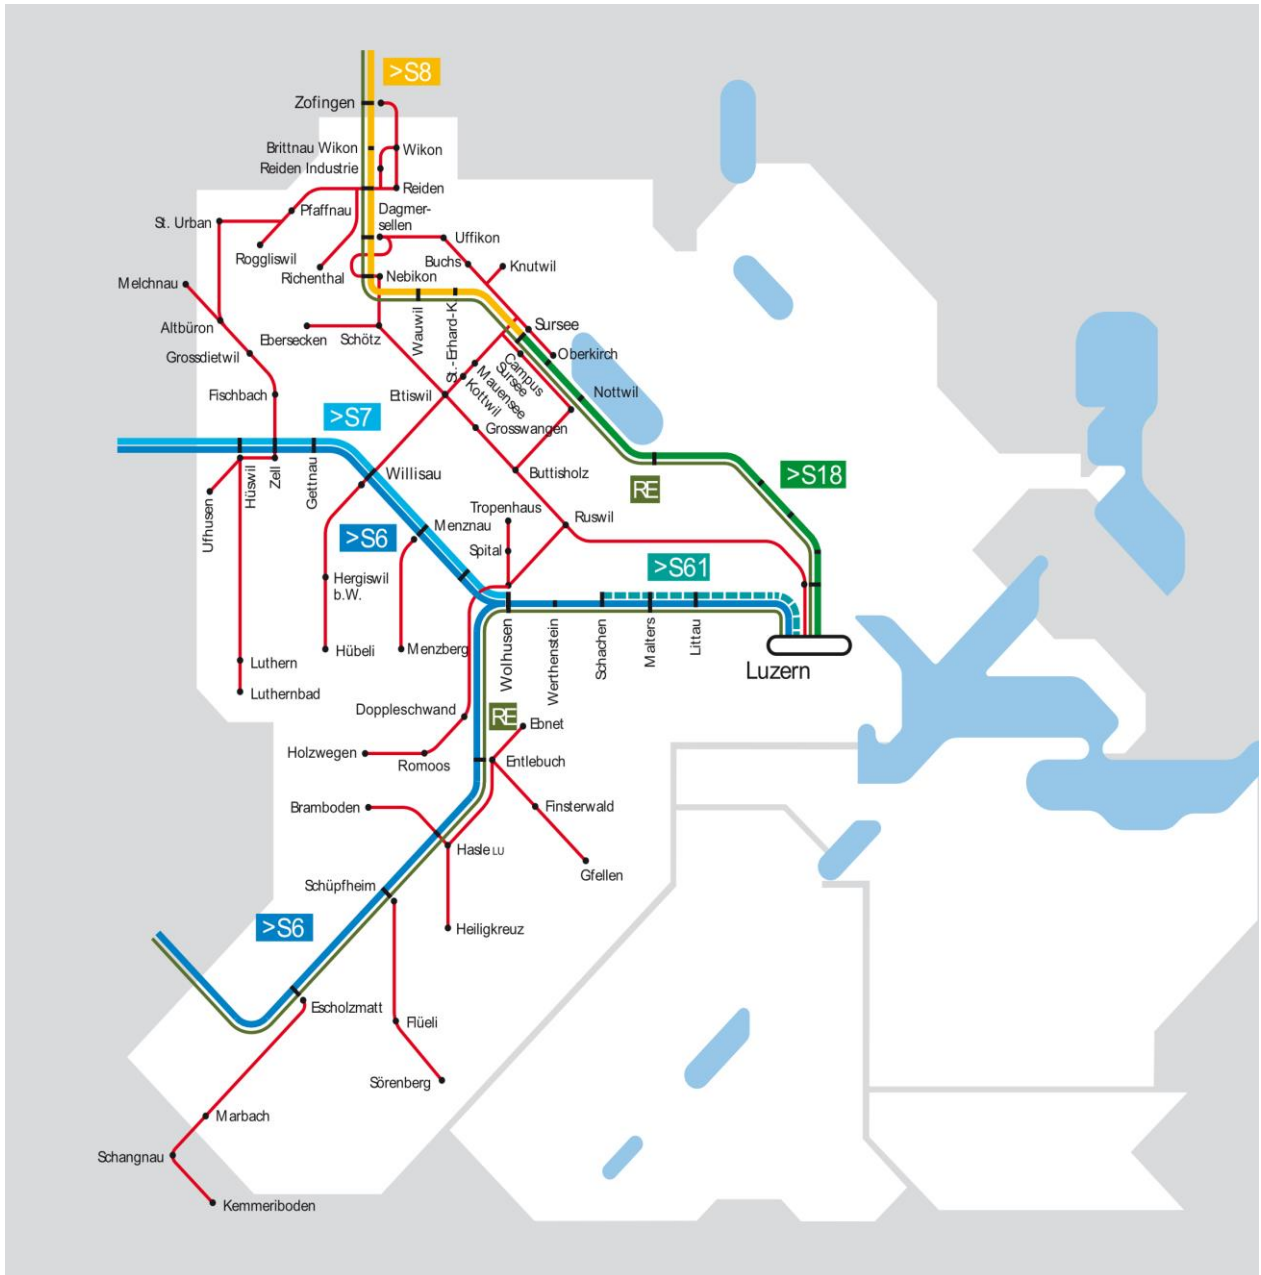 >S8
Zofingen
Brittnau Wikon
Wikon
Reiden Industrie
Reiden
Pfaffnau
Dagmer-
sellen
St. Urban
Uffikon
Roggliswil
Buchs
Knutwil
Richenthal
Nebikon
Melchnau
Altbüron
Ebersecken
Schötz
Wauwil
St.-Erhard-K.
Sursee
Oberkirch
Grossdietwil
Campus
Sursee
Mauensee
Kottwil
Nottwil
Fischbach
Ettiswil
>S7
Grosswangen
Willisau
Buttisholz
>S18
RE
Ufhusen
Hüswil
Zell
Gettnau
Tropenhaus
Ruswil
Menznau
>S6
Spital
>S61
Hergiswil
b.W.
Hübeli
Menzberg
Wolhusen
Werthenstein
Schachen
Malters
Littau
Luzern
Luthern
Luthernbad
Doppleschwand
RE
Ebnet
Holzwegen
Romoos
Entlebuch
Bramboden
Finsterwald
Hasle LU
Gfellen
Schüpfheim
>S6
Heiligkreuz
Escholzmatt
Flüeli
Sörenberg
Marbach
Schangnau
Kemmeriboden